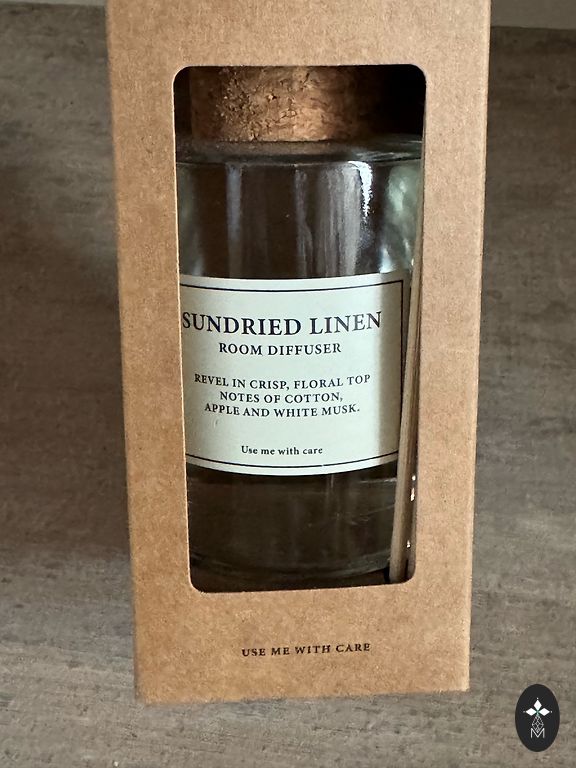 SUNDRIED LINEN
ROOM DIFFUSER
REVEL IN CRISP, FLORAL TOP
NOTES OF COTTON,
APPLE AND WHITE MUSK.
Use me with care
USE ME WITH CARE
M